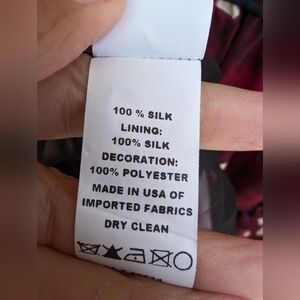 100 % SILK
LINING:
100% SILK
DECORATION:
100% POLYESTER
MADE IN USA OF
IMPORTED FABRICS
DRY CLEAN